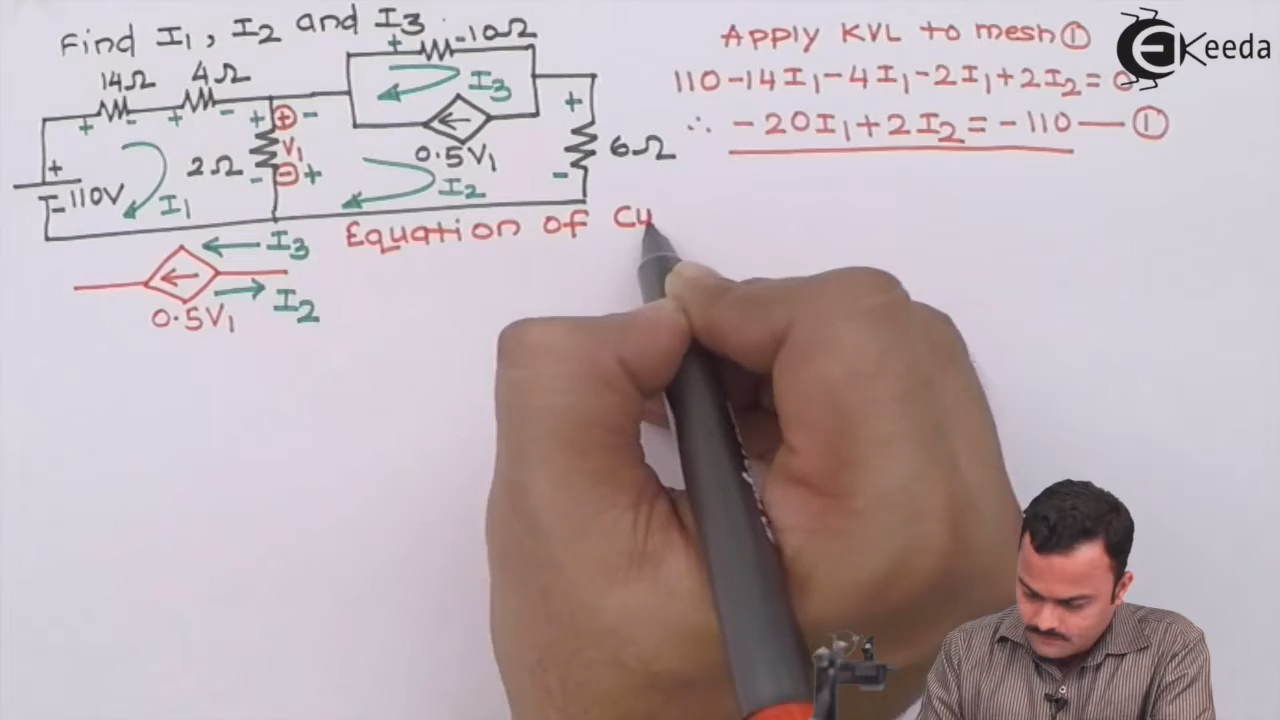 Find I1, I2 and I3
14Ω
4Ω
+ -10Ω
+ - + - + + - I3 +
+ 2Ω V1 0.5V1 6Ω
110V I1 - - + I2 -
0.5V1
I3
I2
Apply KVL to mesh ①
110-14I1-4I1-2I1+2I2=0
∴ -20I1+2I2=-110 — ①
Equation of Cu
EKeeda